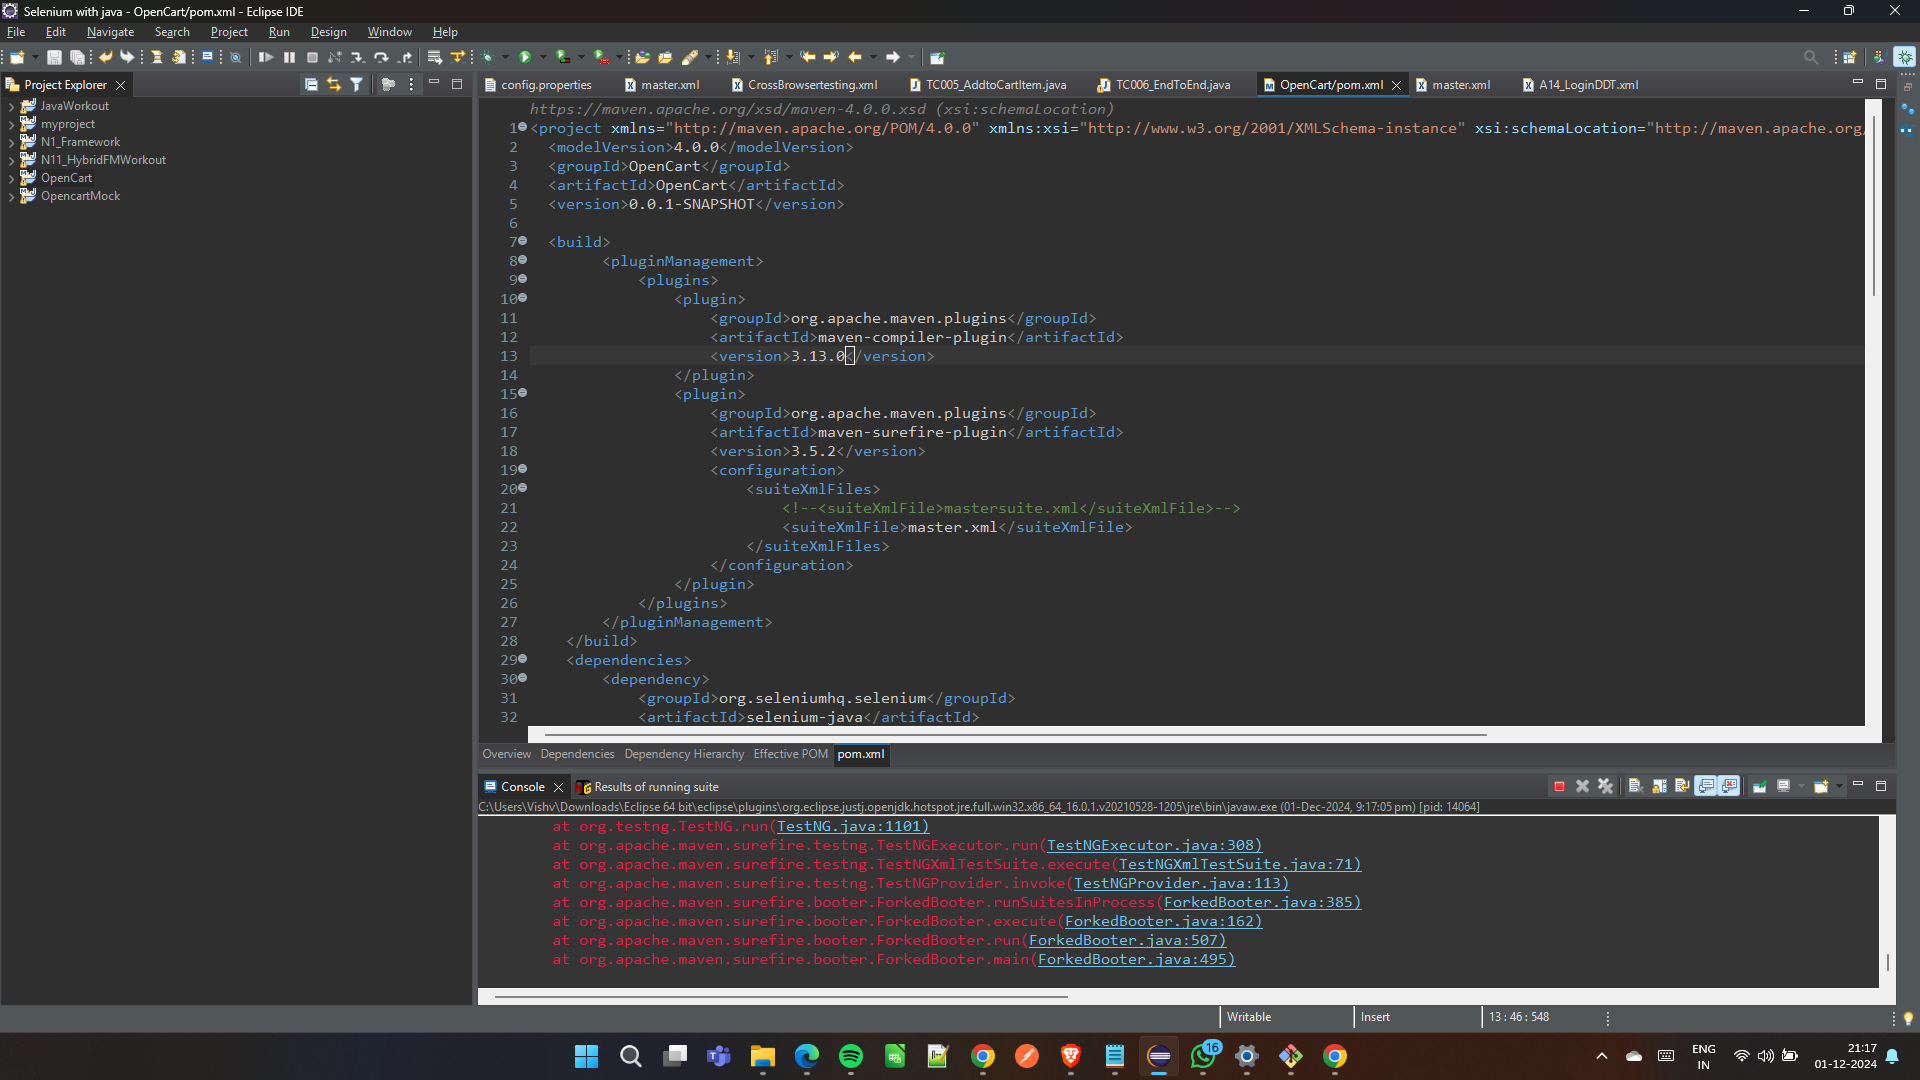 Selenium with java - OpenCart/pom.xml - Eclipse IDE
File Edit Navigate Search Project Run Design Window Help
Project Explorer
config.properties master.xml CrossBrowsertesting.xml TC005_AddtoCartItem.java TC006_EndToEnd.java OpenCart/pom.xml master.xml A14_LoginDDT.xml
JavaWorkout
myproject
N1_Framework
N11_HybridFMWorkout
OpenCart
OpencartMock
https://maven.apache.org/xsd/maven-4.0.0.xsd (xsi:schemaLocation)
1 <project xmlns="http://maven.apache.org/POM/4.0.0" xmlns:xsi="http://www.w3.org/2001/XMLSchema-instance" xsi:schemaLocation="http://maven.apache.org/
2 <modelVersion>4.0.0</modelVersion>
3 <groupId>OpenCart</groupId>
4 <artifactId>OpenCart</artifactId>
5 <version>0.0.1-SNAPSHOT</version>
6
7 <build>
8 <pluginManagement>
9 <plugins>
10 <plugin>
11 <groupId>org.apache.maven.plugins</groupId>
12 <artifactId>maven-compiler-plugin</artifactId>
13 <version>3.13.0</version>
14 </plugin>
15 <plugin>
16 <groupId>org.apache.maven.plugins</groupId>
17 <artifactId>maven-surefire-plugin</artifactId>
18 <version>3.5.2</version>
19 <configuration>
20 <suiteXmlFiles>
21 <!--<suiteXmlFile>mastersuite.xml</suiteXmlFile>-->
22 <suiteXmlFile>master.xml</suiteXmlFile>
23 </suiteXmlFiles>
24 </configuration>
25 </plugin>
26 </plugins>
27 </pluginManagement>
28 </build>
29 <dependencies>
30 <dependency>
31 <groupId>org.seleniumhq.selenium</groupId>
32 <artifactId>selenium-java</artifactId>
Overview Dependencies Dependency Hierarchy Effective POM pom.xml
Console Results of running suite
C:\Users\Vishv\Downloads\Eclipse 64 bit\eclipse\plugins\org.eclipse.justj.openjdk.hotspot.jre.full.win32.x86_64_16.0.1.v20210528-1205\jre\bin\javaw.exe (01-Dec-2024, 9:17:05 pm) [pid: 14064]
at org.testng.TestNG.run(TestNG.java:1101)
at org.apache.maven.surefire.testng.TestNGExecutor.run(TestNGExecutor.java:308)
at org.apache.maven.surefire.testng.TestNGXmlTestSuite.execute(TestNGXmlTestSuite.java:71)
at org.apache.maven.surefire.testng.TestNGProvider.invoke(TestNGProvider.java:113)
at org.apache.maven.surefire.booter.ForkedBooter.runSuitesInProcess(ForkedBooter.java:385)
at org.apache.maven.surefire.booter.ForkedBooter.execute(ForkedBooter.java:162)
at org.apache.maven.surefire.booter.ForkedBooter.run(ForkedBooter.java:507)
at org.apache.maven.surefire.booter.ForkedBooter.main(ForkedBooter.java:495)
Writable Insert 13 : 46 : 548
16
ENG
IN
21:17
01-12-2024